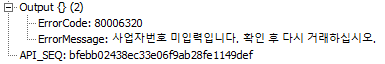 Output {} (2)
ErrorCode: 80006320
ErrorMessage: 사업자번호 미입력입니다. 확인 후 다시 거래하십시오.
API_SEQ: bfebb02438ec33e06f9ab28fe1149def